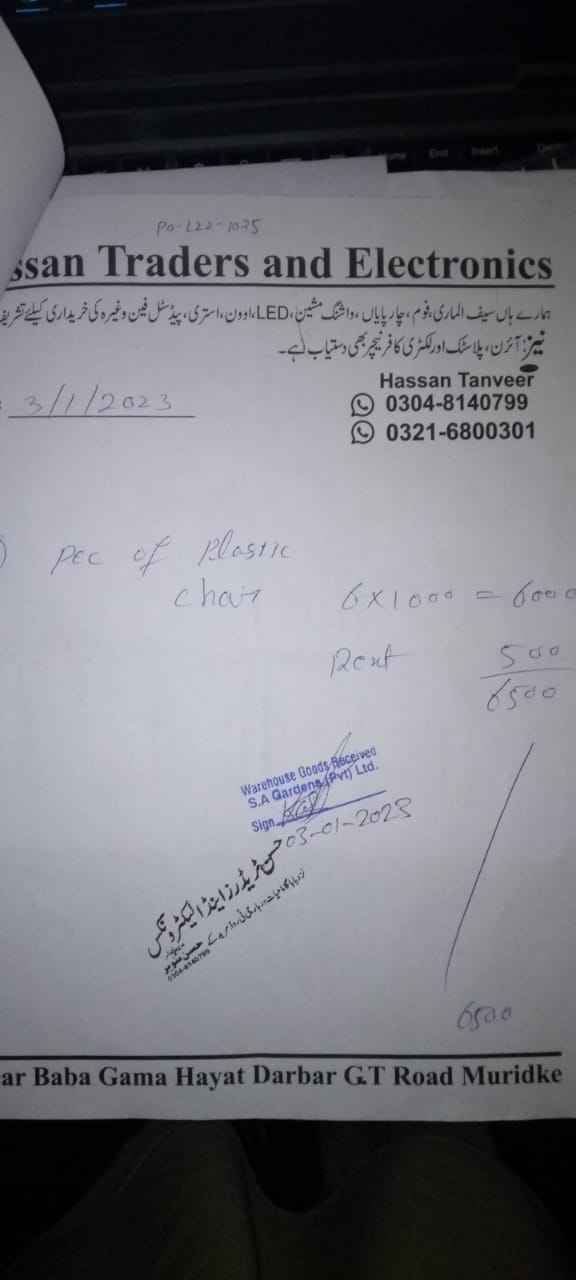 PO-L22-1075
ssan Traders and Electronics
ہمارے ہاں سیف الماری، فوم، چارپایاں، واشنگ مشین، LED، اوون، استری، پیڈسٹل فین وغیرہ کی خریداری کیلئے تشریف
نیز: آئرن، پلاسٹک اور لکڑی کا فرنیچر بھی دستیاب ہے۔
Hassan Tanveer
0304-8140799
0321-6800301
3/1/2023
) Pec of Plastic
chair 6x1000 = 6000
Rent 500
6500
Warehouse Goods Received
S.A Gardens (Pvt) Ltd.
Sign
03-01-2023
حسن ٹریڈرز اینڈ الیکٹرونکس
حسن تنویر
0304-8140799
6500
ar Baba Gama Hayat Darbar G.T Road Muridke
End
Insert